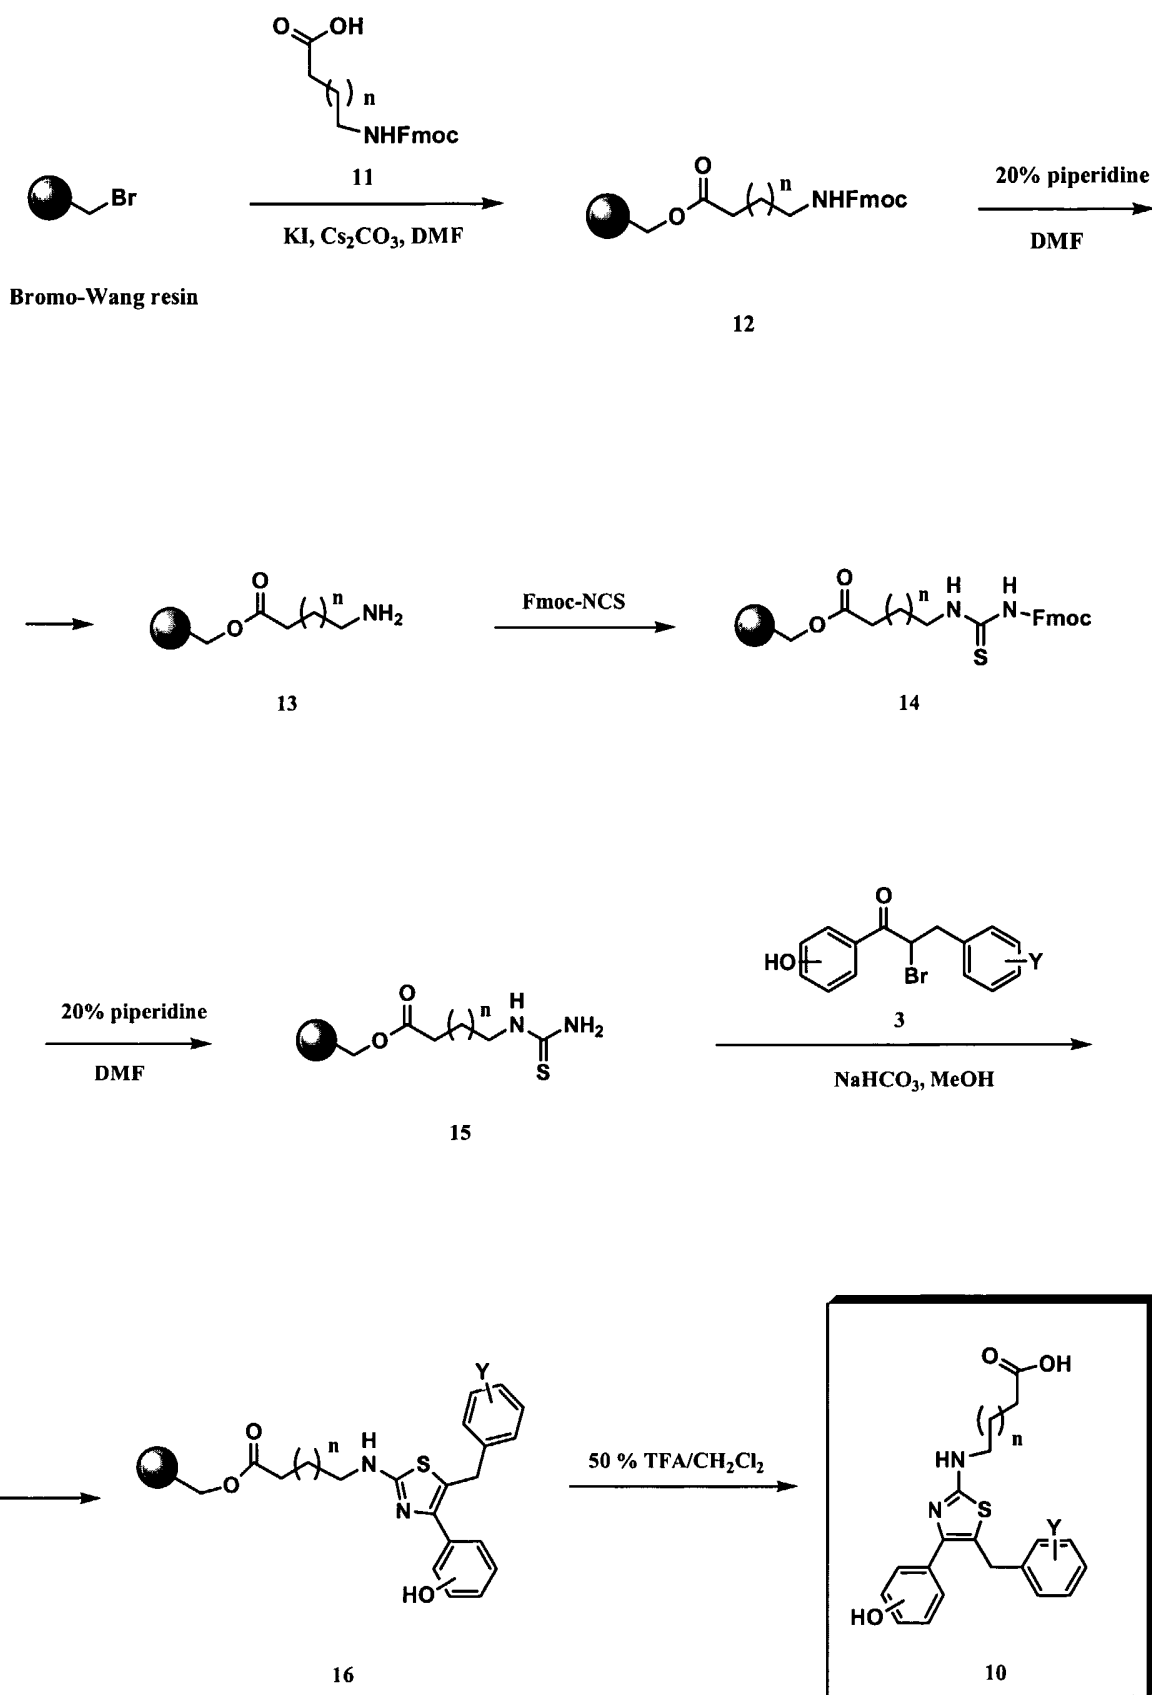 O OH
( ) n
NHFmoc
11
Br
KI, Cs₂CO₃, DMF
Bromo-Wang resin
O
O ( ) n NHFmoc
12
20% piperidine
DMF
O
O ( ) n NH₂
13
Fmoc-NCS
O
O ( ) n H N H N Fmoc
S
14
20% piperidine
DMF
O
O ( ) n H N NH₂
S
15
O
HO Br Y
3
NaHCO₃, MeOH
Y
O
O ( ) n H N S
N
HO
16
50 % TFA/CH₂Cl₂
O OH
( ) n
HN
N S
Y
HO
10